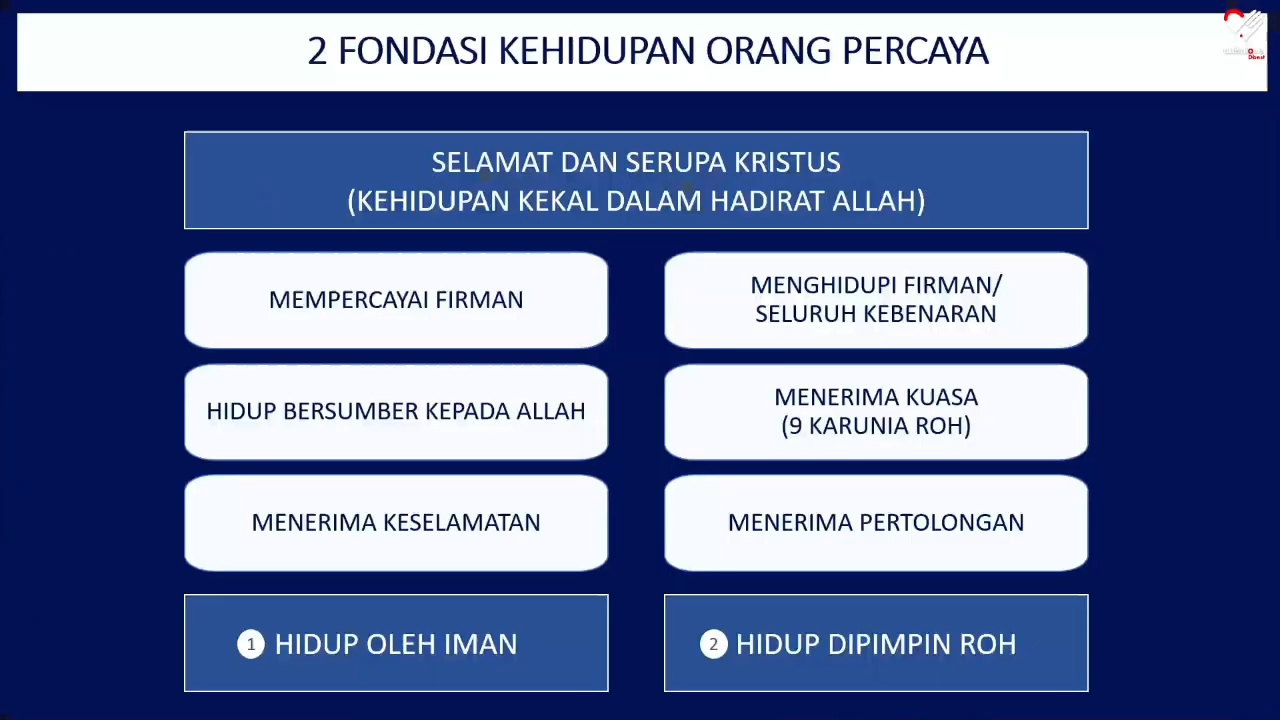 2 FONDASI KEHIDUPAN ORANG PERCAYA
SELAMAT DAN SERUPA KRISTUS
(KEHIDUPAN KEKAL DALAM HADIRAT ALLAH)
MEMPERCAYAI FIRMAN
MENGHIDUPI FIRMAN/
SELURUH KEBENARAN
HIDUP BERSUMBER KEPADA ALLAH
MENERIMA KUASA
(9 KARUNIA ROH)
MENERIMA KESELAMATAN
MENERIMA PERTOLONGAN
1 HIDUP OLEH IMAN
2 HIDUP DIPIMPIN ROH